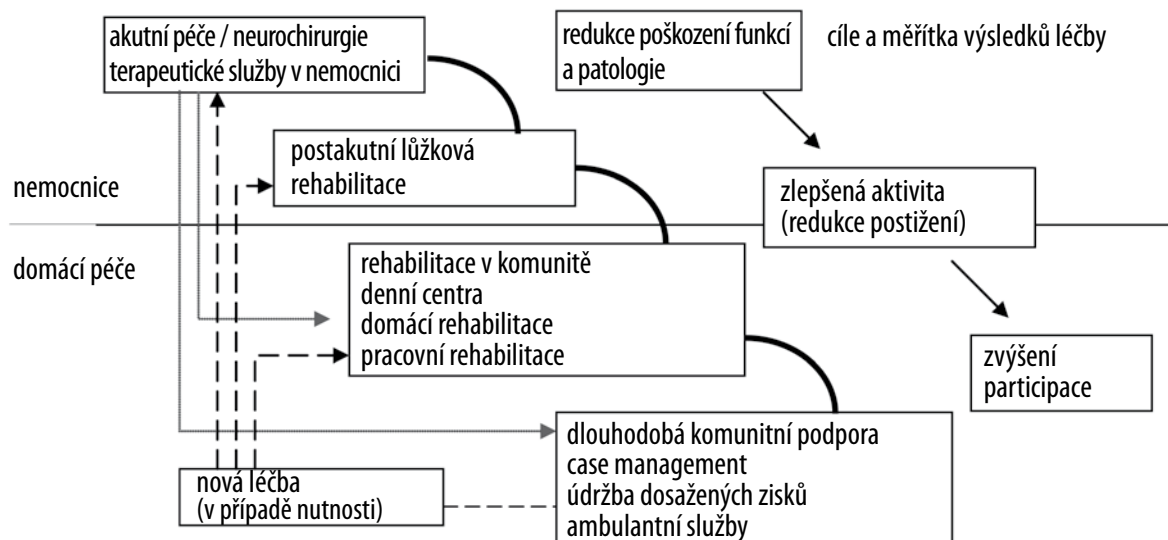 akutní péče / neurochirurgie
terapeutické služby v nemocnici
redukce poškození funkcí
a patologie
cíle a měřítka výsledků léčby
postakutní lůžková
rehabilitace
nemocnice
zlepšená aktivita
(redukce postižení)
domácí péče
rehabilitace v komunitě
denní centra
domácí rehabilitace
pracovní rehabilitace
zvýšení
participace
dlouhodobá komunitní podpora
case management
údržba dosažených zisků
ambulantní služby
nová léčba
(v případě nutnosti)